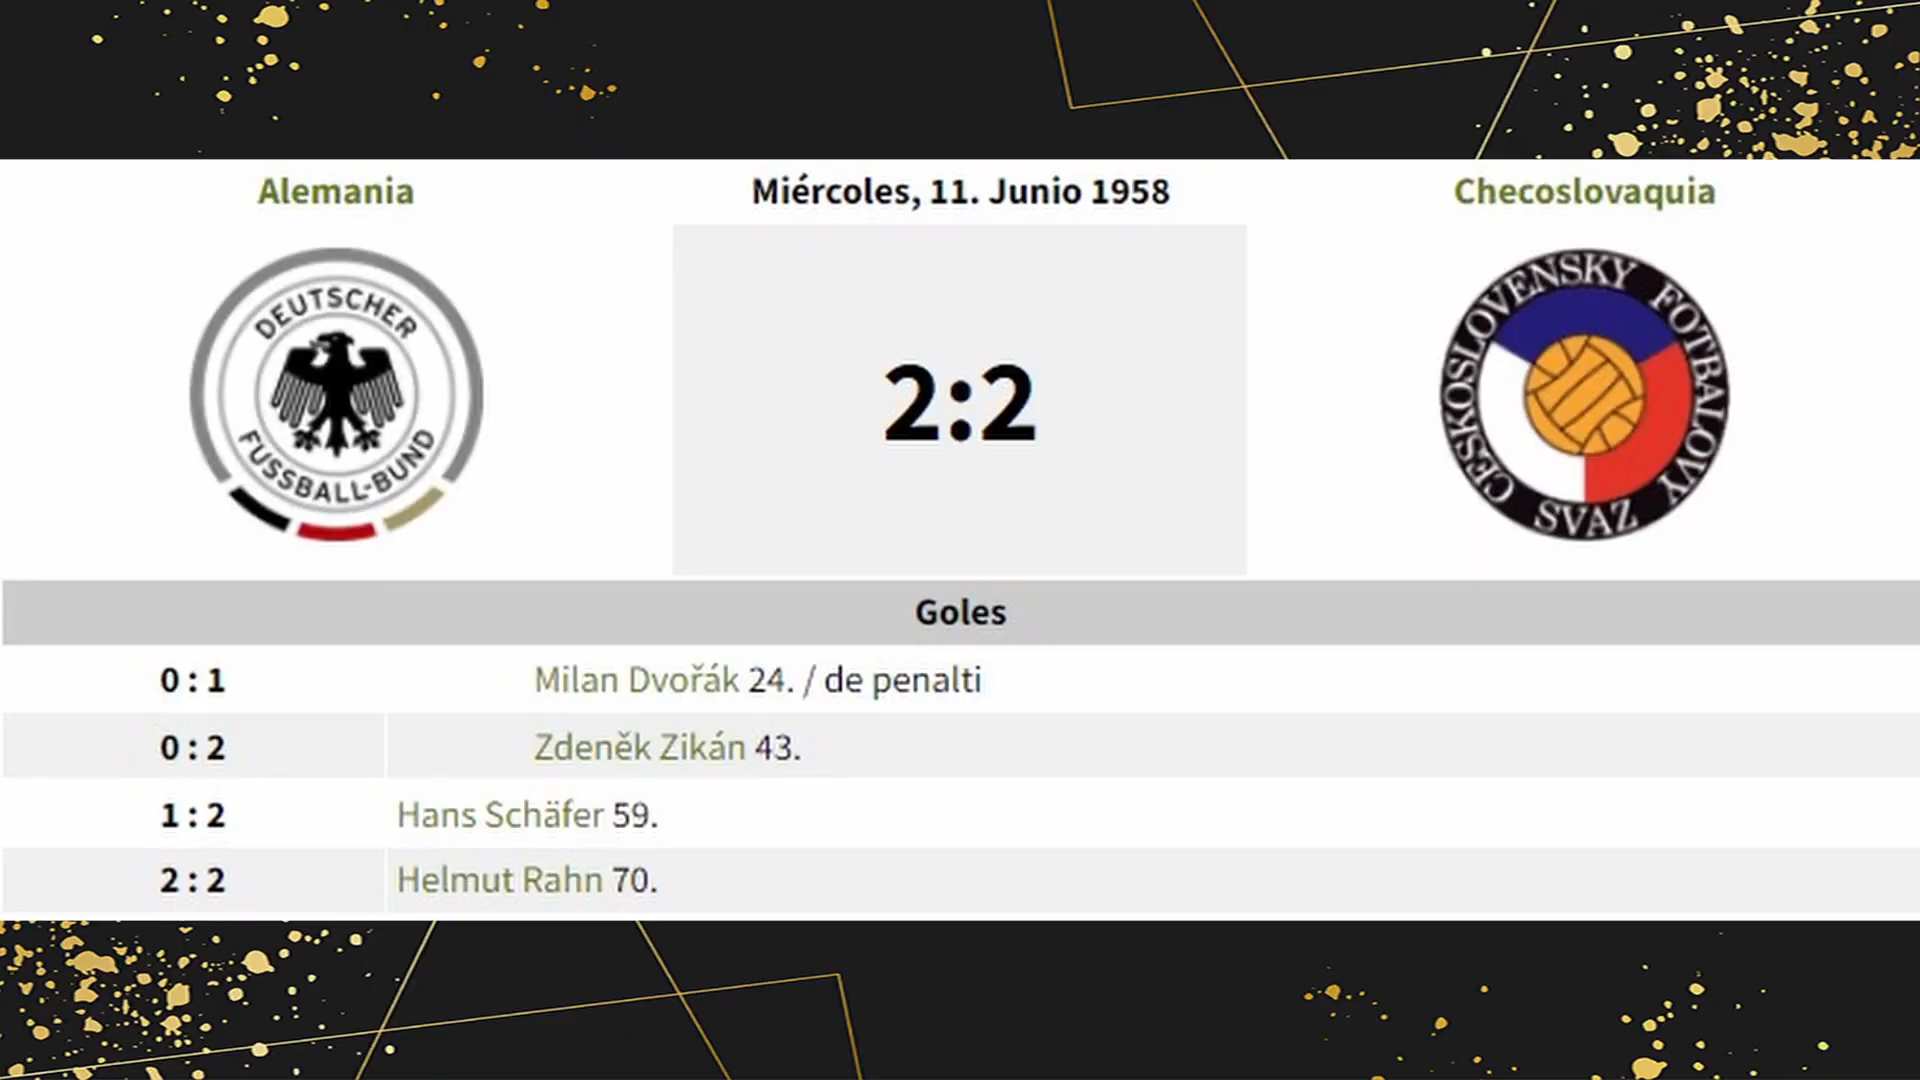 Alemania
Miércoles, 11. Junio 1958
Checoslovaquia
DEUTSCHER
FUSSBALL-BUND
2:2
CESKOSLOVENSKY FOTBALOVY
SVAZ
Goles
0 : 1 Milan Dvořák 24. / de penalti
0 : 2 Zdeněk Zikán 43.
1 : 2 Hans Schäfer 59.
2 : 2 Helmut Rahn 70.